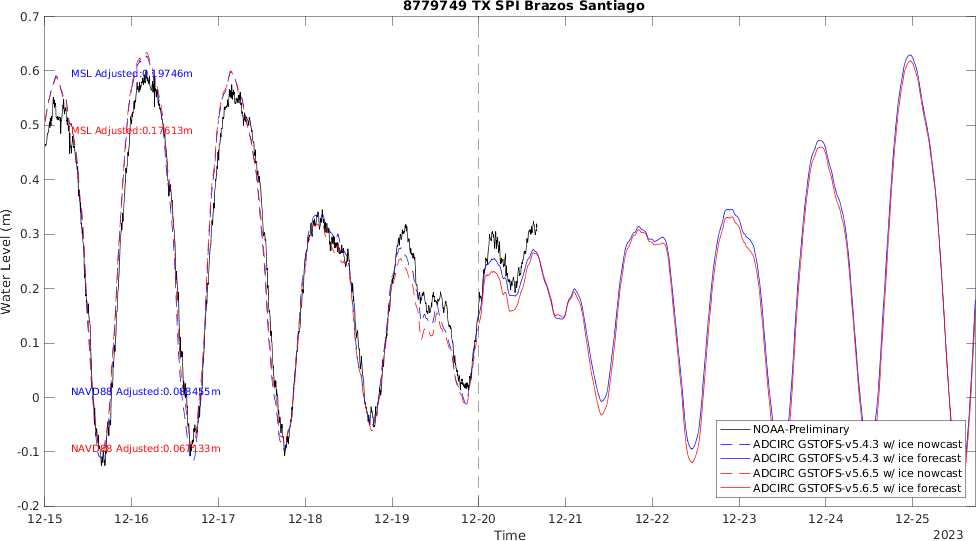 8779749 TX SPI Brazos Santiago
0.7
0.6
0.5
0.4
0.3
0.2
0.1
0
-0.1
-0.2
Water Level (m)
MSL Adjusted:0.19746m
MSL Adjusted:0.17613m
NAVD88 Adjusted:0.083455m
NAVD88 Adjusted:0.067133m
NOAA-Preliminary
ADCIRC GSTOFS-v5.4.3 w/ ice nowcast
ADCIRC GSTOFS-v5.4.3 w/ ice forecast
ADCIRC GSTOFS-v5.6.5 w/ ice nowcast
ADCIRC GSTOFS-v5.6.5 w/ ice forecast
12-15 12-16 12-17 12-18 12-19 12-20 12-21 12-22 12-23 12-24 12-25
Time
2023